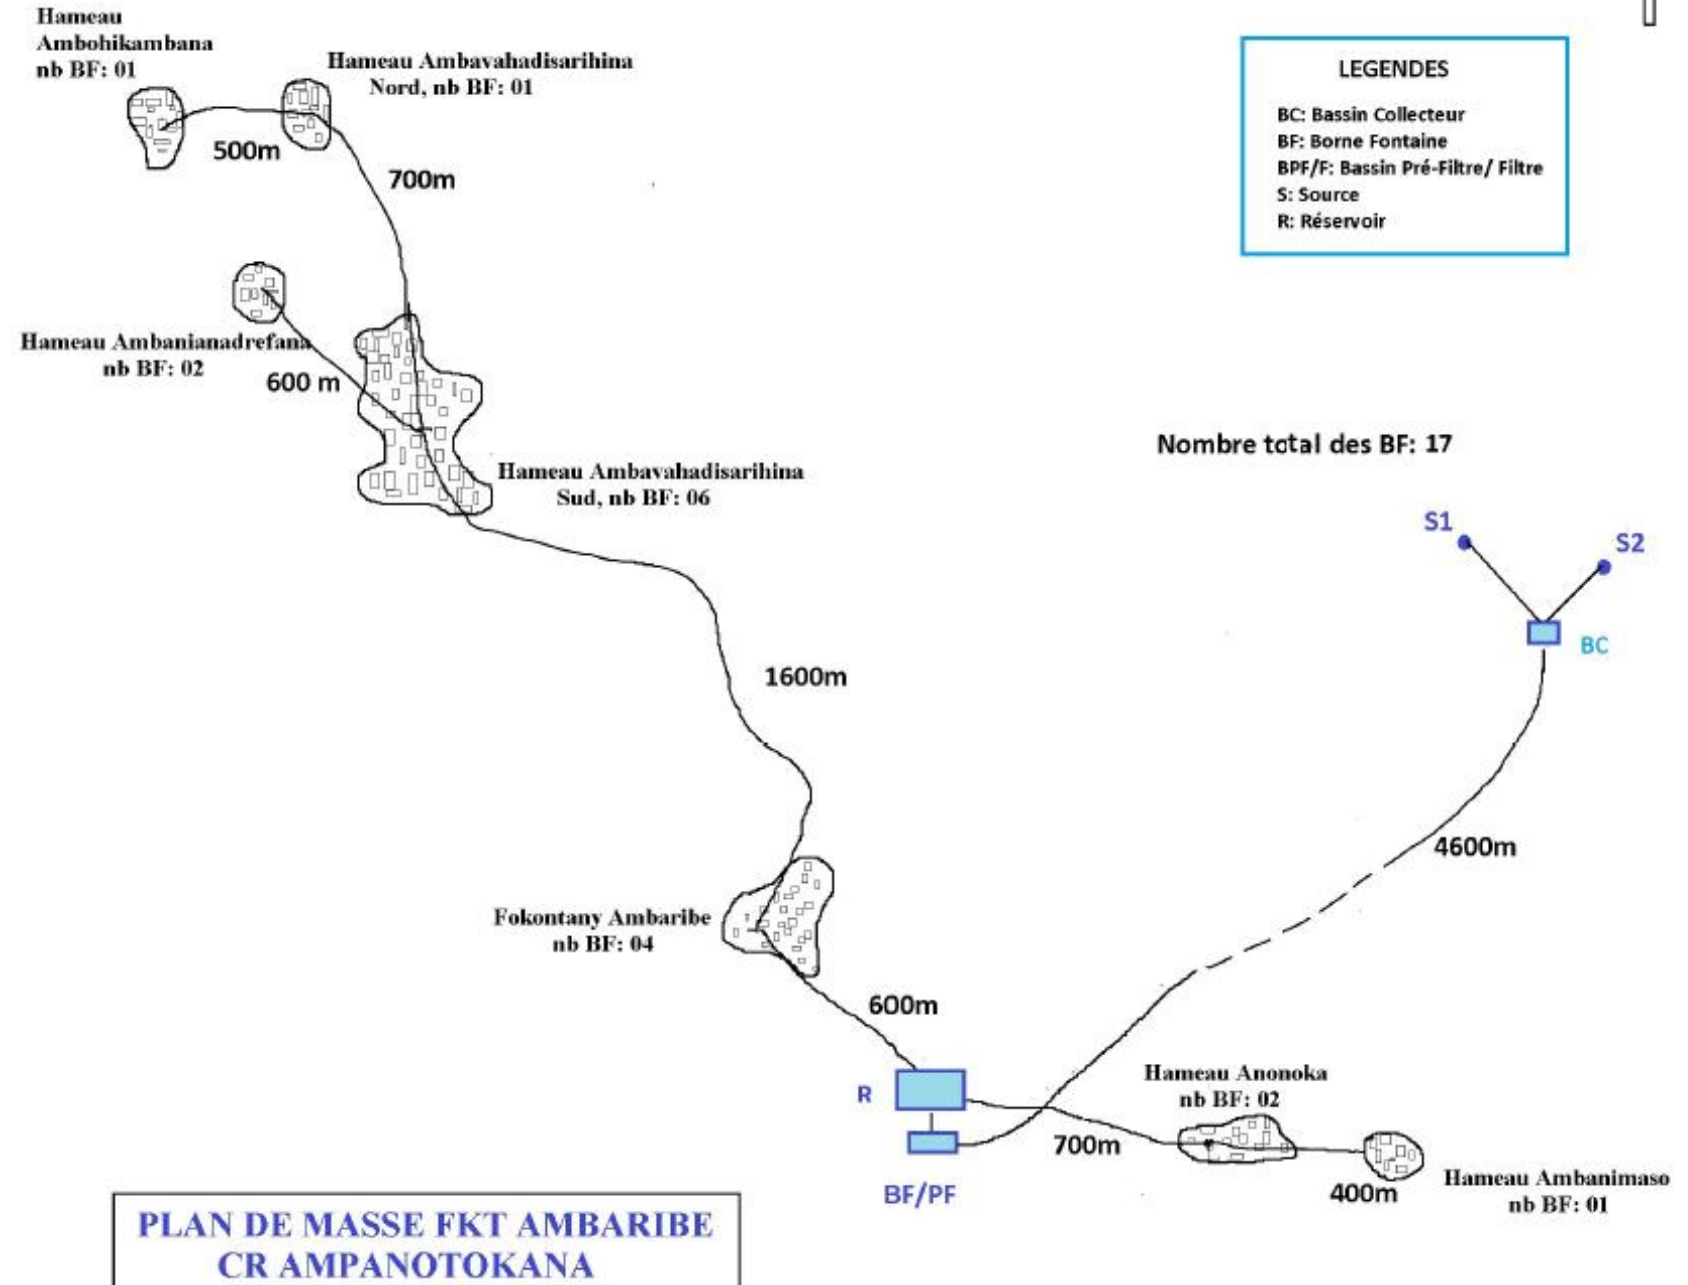 Hameau
Ambohikambana
nb BF: 01
Hameau Ambavahadisarihina
Nord, nb BF: 01
500m
700m
LEGENDES
BC: Bassin Collecteur
BF: Borne Fontaine
BPF/F: Bassin Pré-Filtre/ Filtre
S: Source
R: Réservoir
Hameau Ambanianadrefana
nb BF: 02
600 m
Hameau Ambavahadisarihina
Sud, nb BF: 06
Nombre total des BF: 17
S1
S2
BC
1600m
4600m
Fokontany Ambaribe
nb BF: 04
600m
R
BF/PF
Hameau Anonoka
nb BF: 02
700m
400m
Hameau Ambanimaso
nb BF: 01
PLAN DE MASSE FKT AMBARIBE
CR AMPANOTOKANA